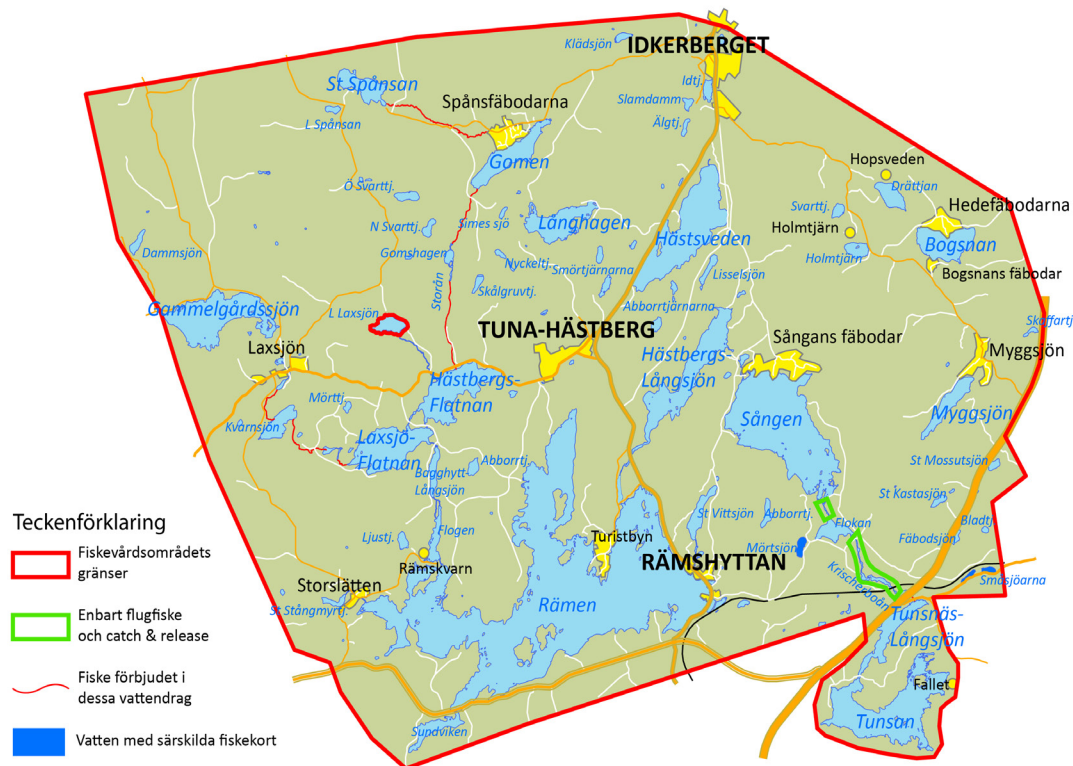 IDKERBERGET
Klädsjön
St Spånsan
Idtj.
Slamdamm
Spånsfäbodarna
L Spånsan
Älgtj.
Gomen
Hopsveden
Ö Svarttj.
Drättjan
Hedefäbodarna
Svarttj.
Långhagen
Simes sjö
N Svarttj.
Holmtjärn
Hästsveden
Bogsnan
Dammsjön
Gomshagen
Nyckeltj.
Smörtjärnarna
Holmtjärn
Lisselsjön
Bogsnans fäbodar
Storån
Skålgruvtj.
Abborrtjärnarna
Gammelgårdssjön
L Laxsjön
Skaffartj
TUNA-HÄSTBERG
Sångans fäbodar
Laxsjön
Myggsjön
Hästbergs-
Långsjön
Hästbergs-
Flatnan
Mörttj.
Myggsjön
Sången
Kvarnsjön
Laxsjö-
Flatnan
Bagghytt-
Långsjön
Abborrtj.
St Mossutsjön
St Kastasjön
St Vittsjön
Abborrtj.
Flokan
Bladtj
Teckenförklaring
Ljustj.
Flogen
Turistbyn
Fäbodsjön
Mörtsjön
Fiskevårdsområdets
gränser
Rämskvarn
RÄMSHYTTAN
Krischerboån
Småsjöarna
Storslätten
St Stångmyrtj.
Rämen
Tunsnäs-
Långsjön
Enbart flugfiske
och catch & release
Fiske förbjudet i
dessa vattendrag
Fallet
Tunsan
Sundviken
Vatten med särskilda fiskekort